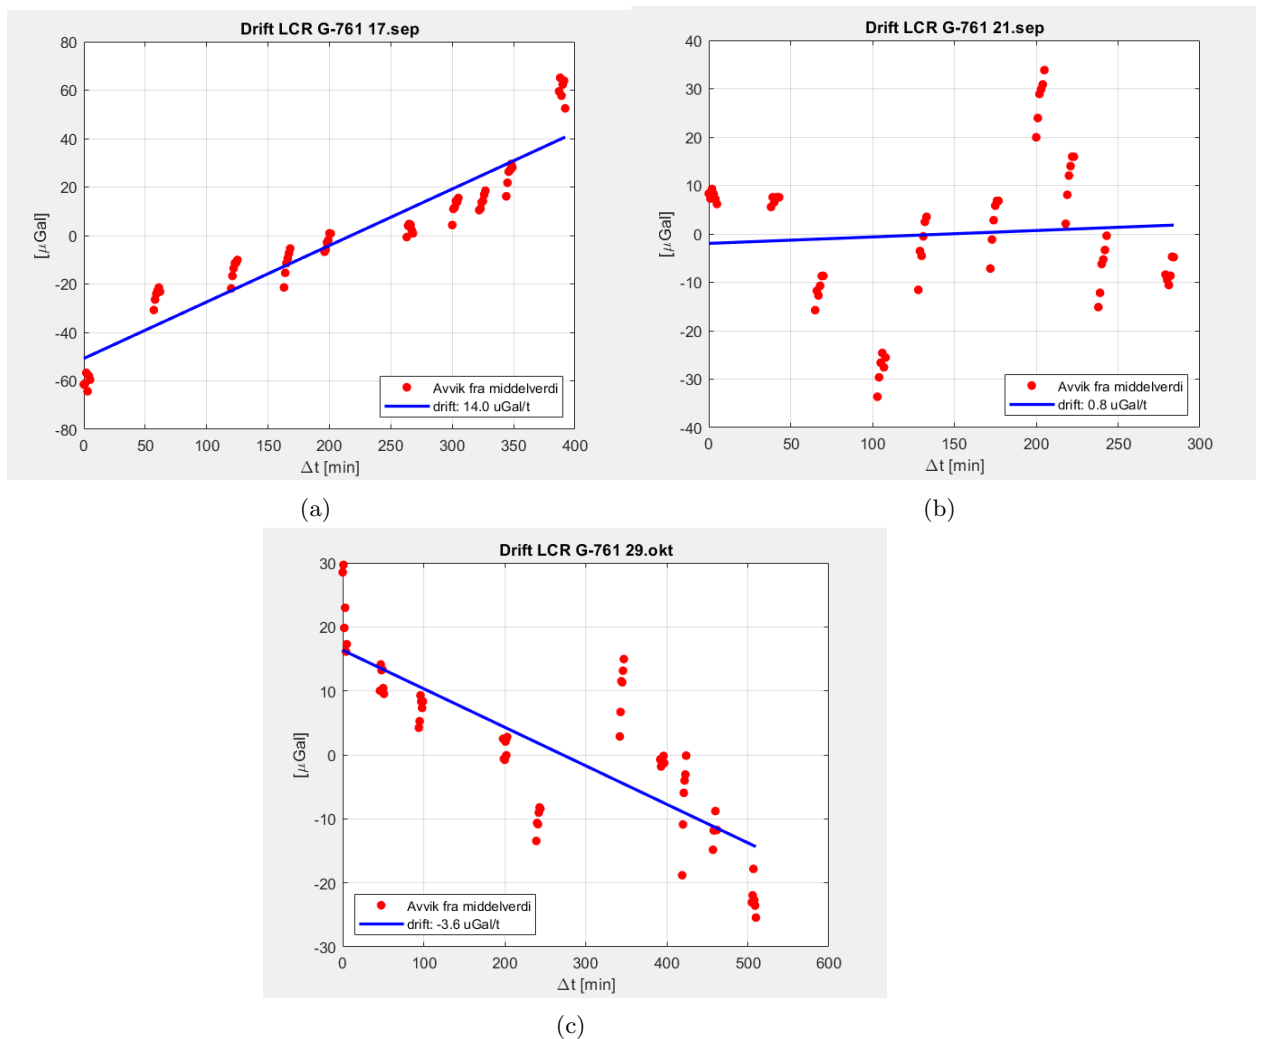 Drift LCR G-761 17.sep
80
60
40
20
0
-20
-40
-60
-80
[μGal]
0 50 100 150 200 250 300 350 400
Δt [min]
Avvik fra middelverdi
drift: 14.0 uGal/t
(a)
Drift LCR G-761 21.sep
40
30
20
10
0
-10
-20
-30
-40
[μGal]
0 50 100 150 200 250 300
Δt [min]
Avvik fra middelverdi
drift: 0.8 uGal/t
(b)
Drift LCR G-761 29.okt
30
20
10
0
-10
-20
-30
[μGal]
0 100 200 300 400 500 600
Δt [min]
Avvik fra middelverdi
drift: -3.6 uGal/t
(c)